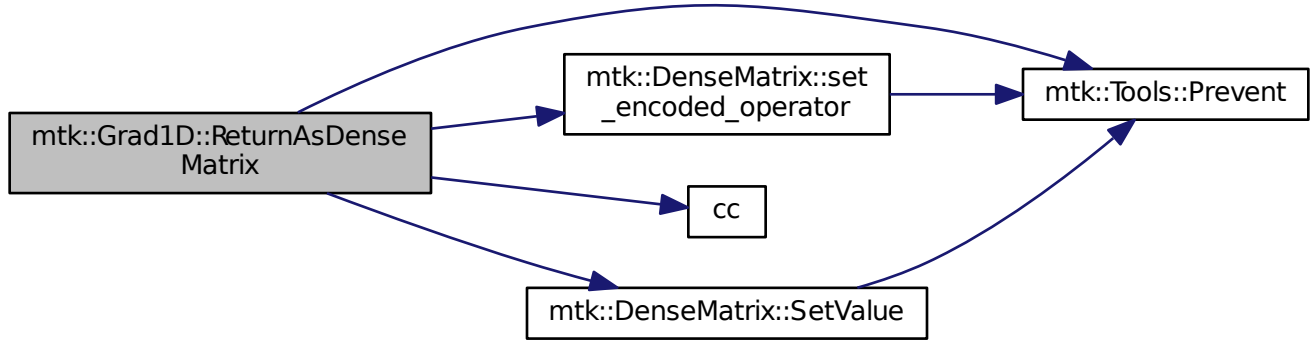 mtk::Grad1D::ReturnAsDense
Matrix
mtk::DenseMatrix::set
_encoded_operator
mtk::Tools::Prevent
cc
mtk::DenseMatrix::SetValue